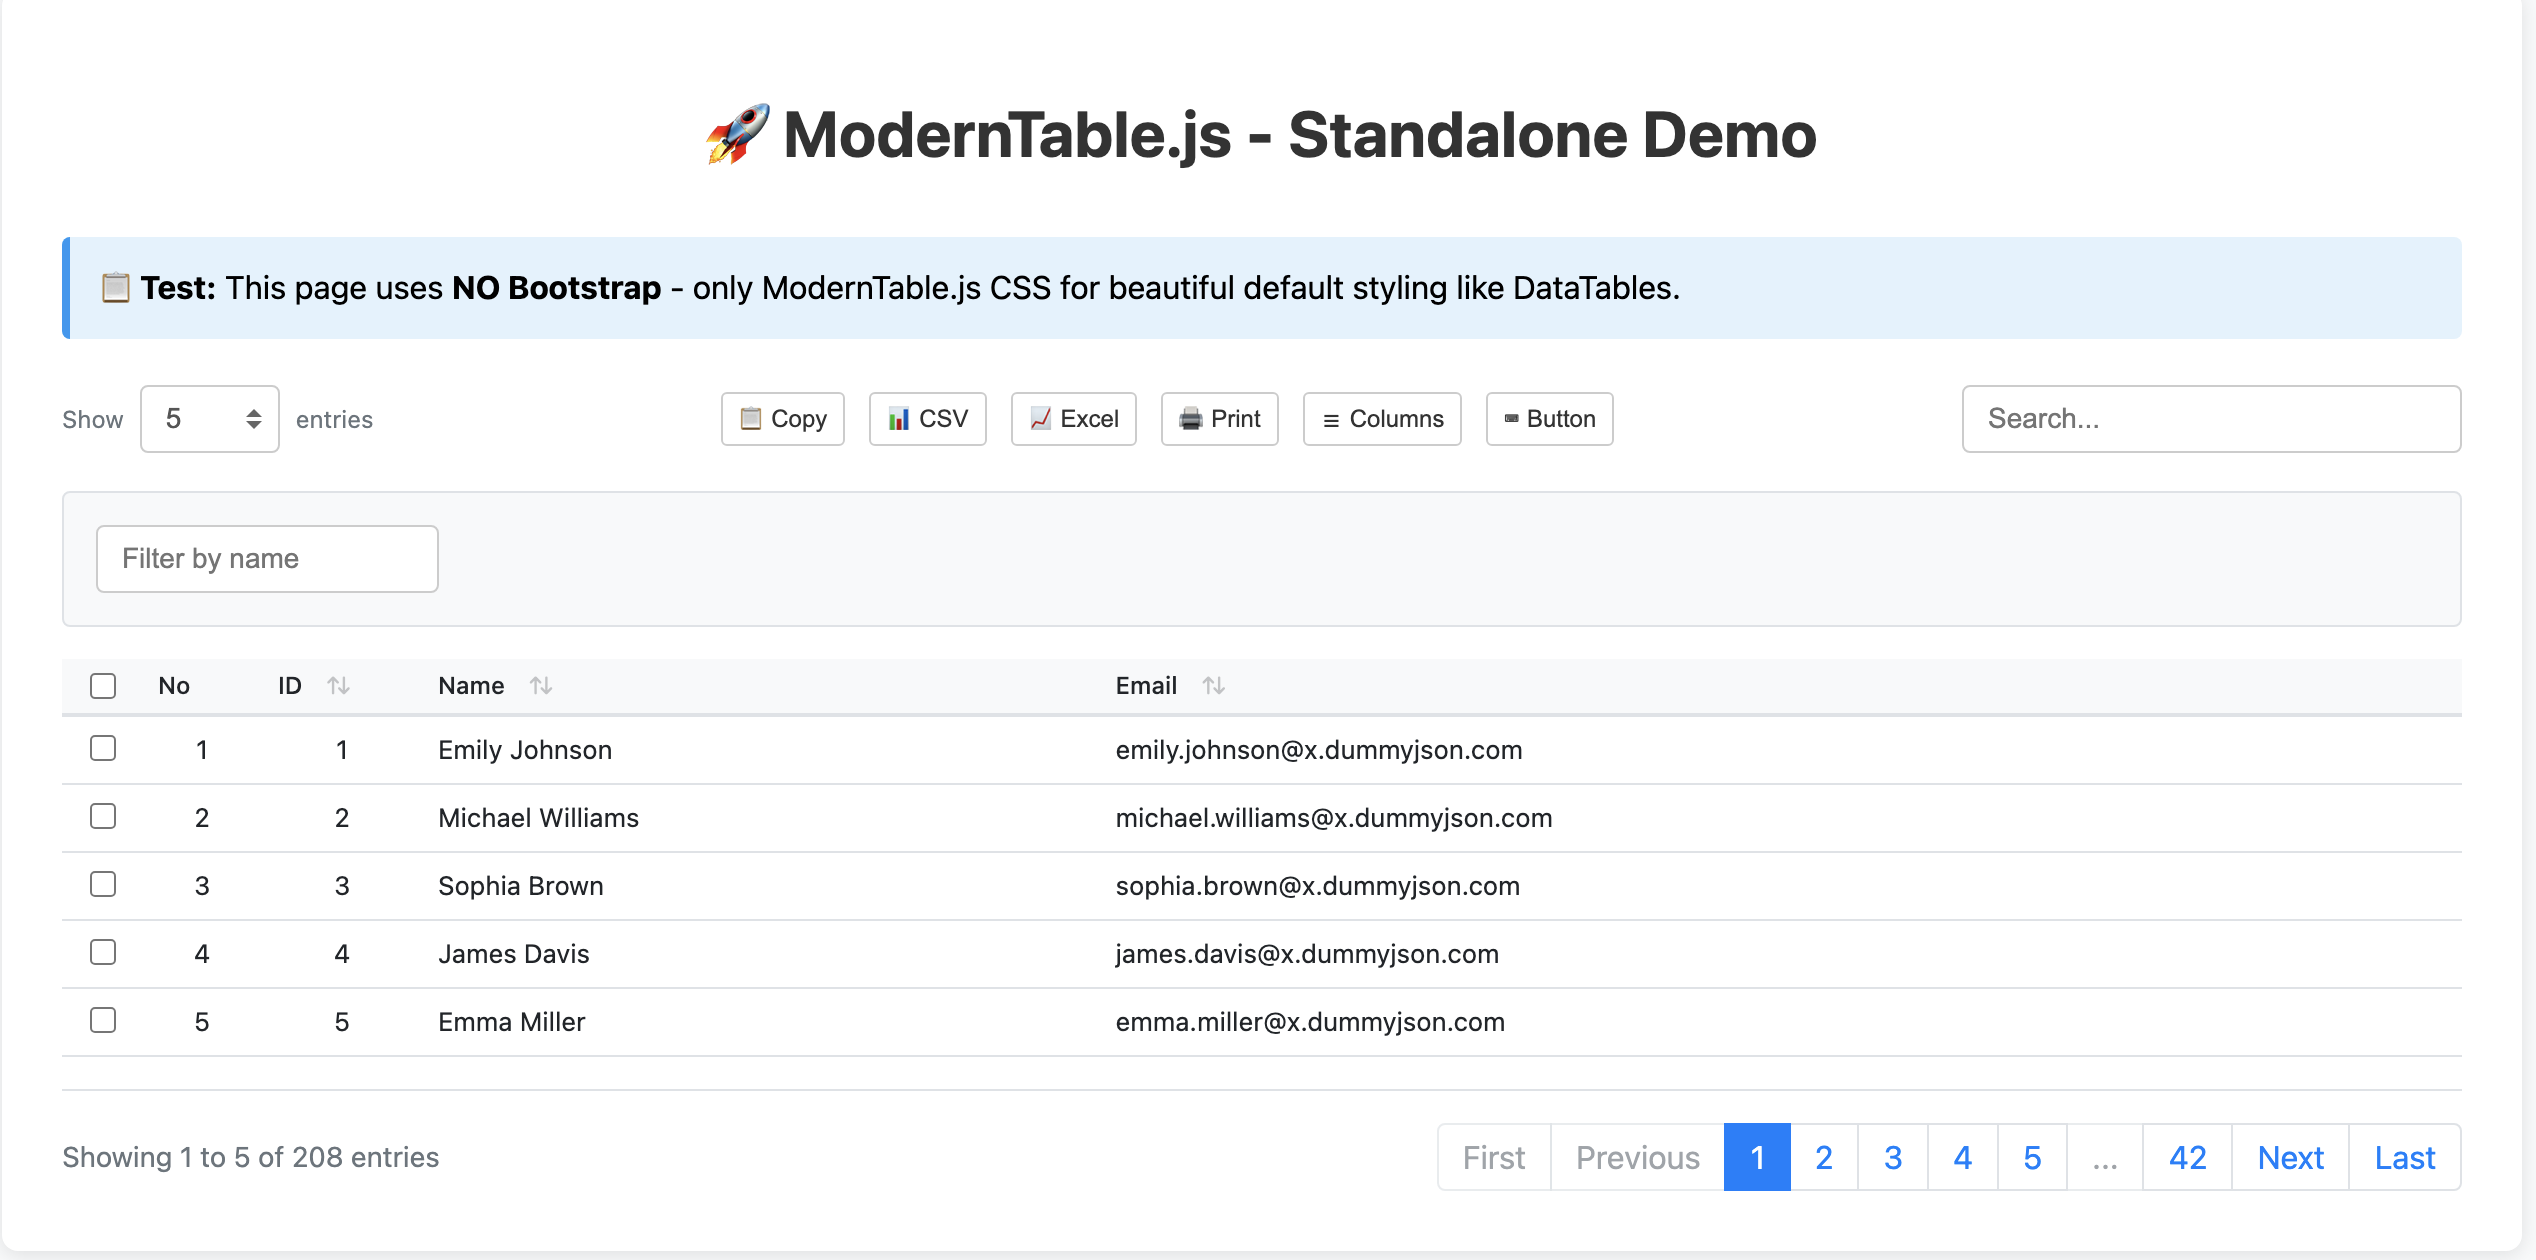 🚀 ModernTable.js - Standalone Demo
📋 Test: This page uses NO Bootstrap - only ModernTable.js CSS for beautiful default styling like DataTables.
Show 5 entries
📋 Copy 📊 CSV 📈 Excel 🖨️ Print ≡ Columns ⌨ Button
Search...
Filter by name
No ID Name Email
1 1 Emily Johnson emily.johnson@x.dummyjson.com
2 2 Michael Williams michael.williams@x.dummyjson.com
3 3 Sophia Brown sophia.brown@x.dummyjson.com
4 4 James Davis james.davis@x.dummyjson.com
5 5 Emma Miller emma.miller@x.dummyjson.com
Showing 1 to 5 of 208 entries
First Previous 1 2 3 4 5 ... 42 Next Last